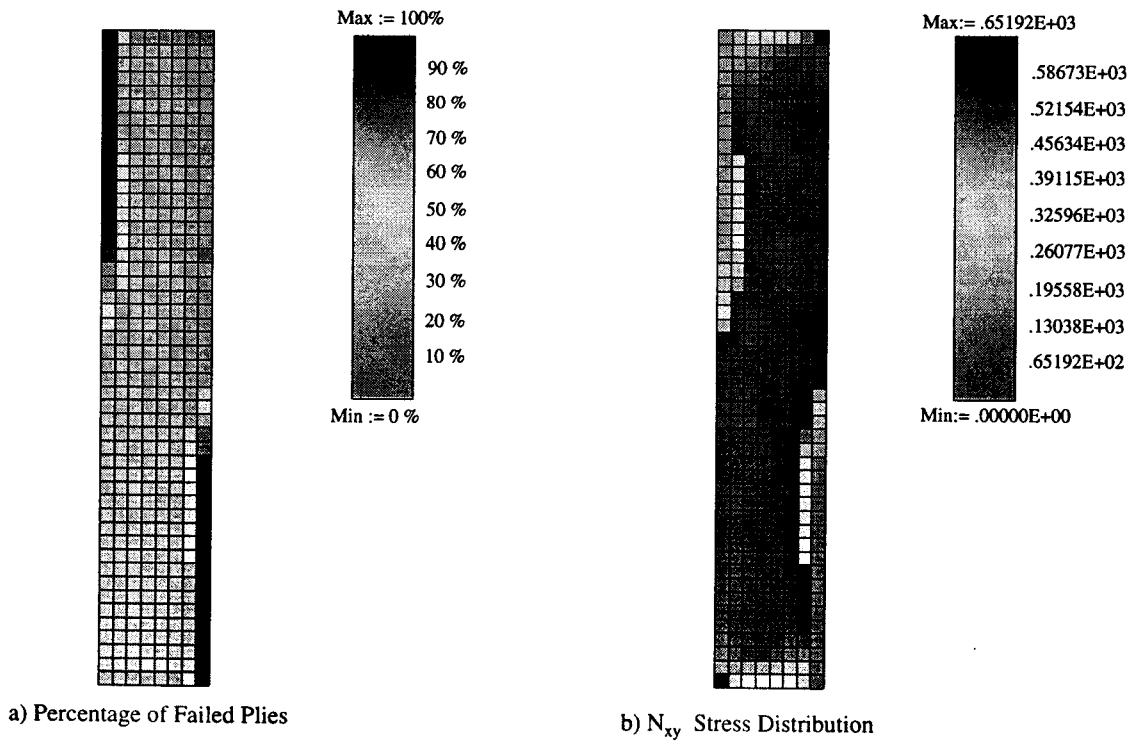 Max := 100%
90 %
80 %
70 %
60 %
50 %
40 %
30 %
20 %
10 %
Min := 0 %
a) Percentage of Failed Plies
Max:= .65192E+03
.58673E+03
.52154E+03
.45634E+03
.39115E+03
.32596E+03
.26077E+03
.19558E+03
.13038E+03
.65192E+02
Min:= .00000E+00
b) Nxy Stress Distribution